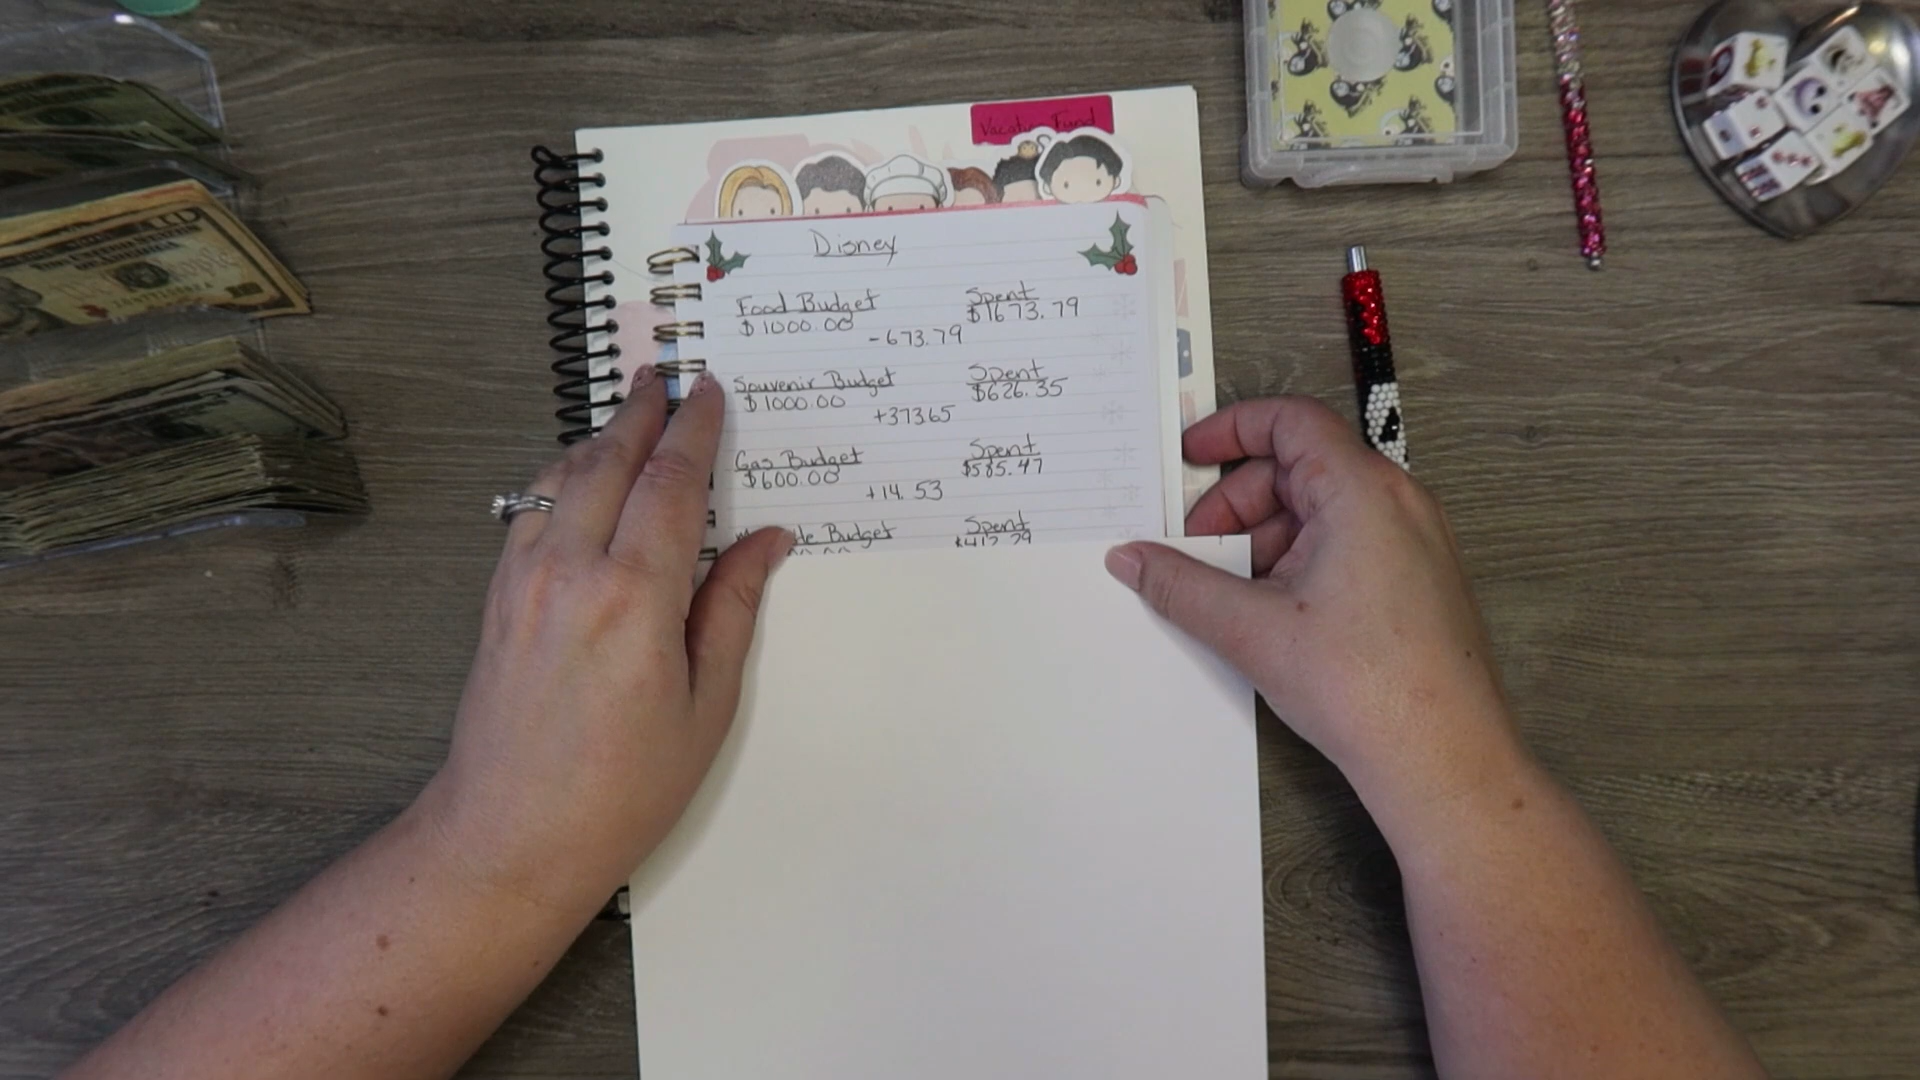 Vacation Fund
Disney
Food Budget Spent
$1000.00 $1673.79
-673.79
Souvenir Budget Spent
$1000.00 $626.35
+373.65
Gas Budget Spent
$600.00 $585.47
+14.53
Budget Spent